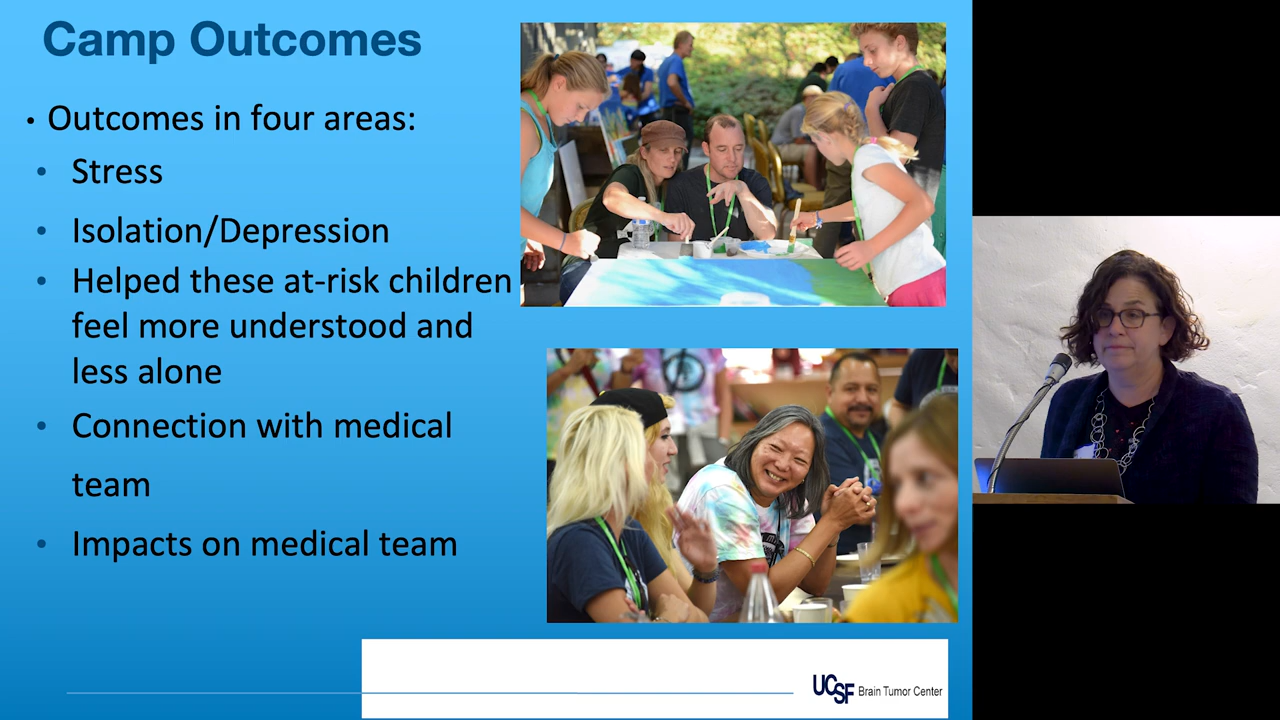 Camp Outcomes
• Outcomes in four areas:
• Stress
• Isolation/Depression
• Helped these at-risk children
feel more understood and
less alone
• Connection with medical
team
• Impacts on medical team
UCSF Brain Tumor Center